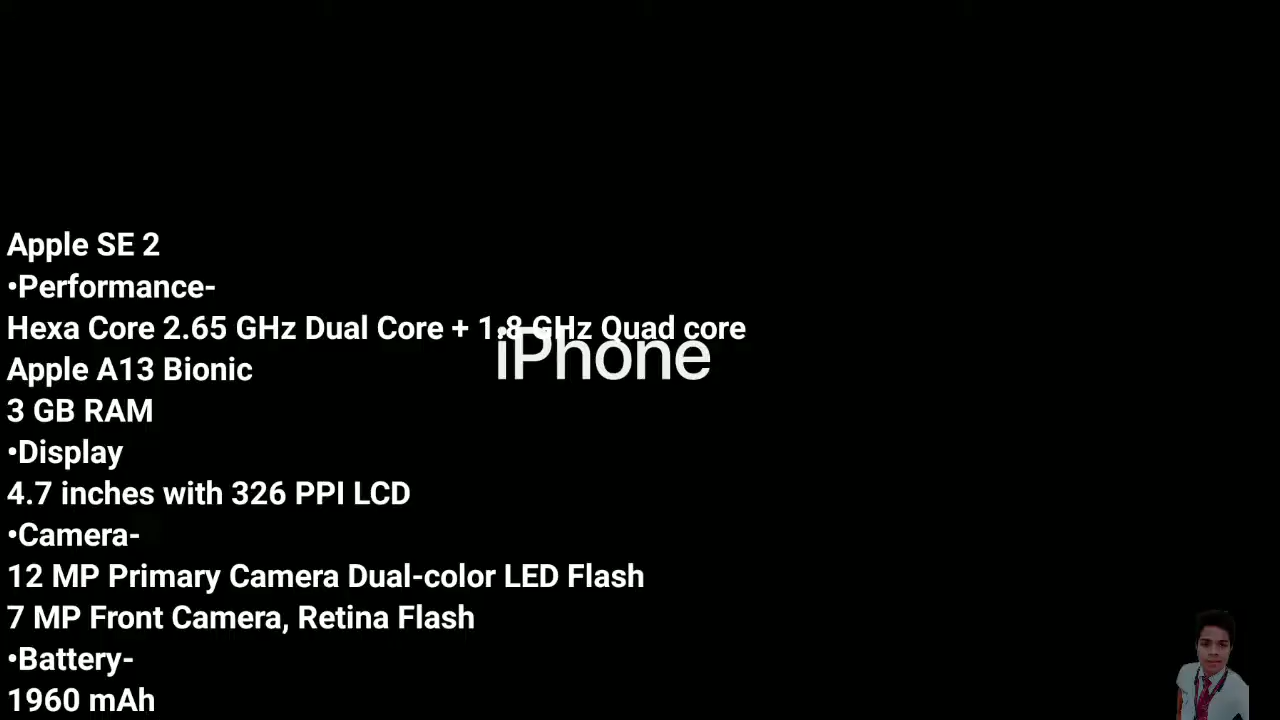 Apple SE 2
•Performance-
Hexa Core 2.65 GHz Dual Core + 1.8 GHz Quad core
iPhone
Apple A13 Bionic
3 GB RAM
•Display
4.7 inches with 326 PPI LCD
•Camera-
12 MP Primary Camera Dual-color LED Flash
7 MP Front Camera, Retina Flash
•Battery-
1960 mAh